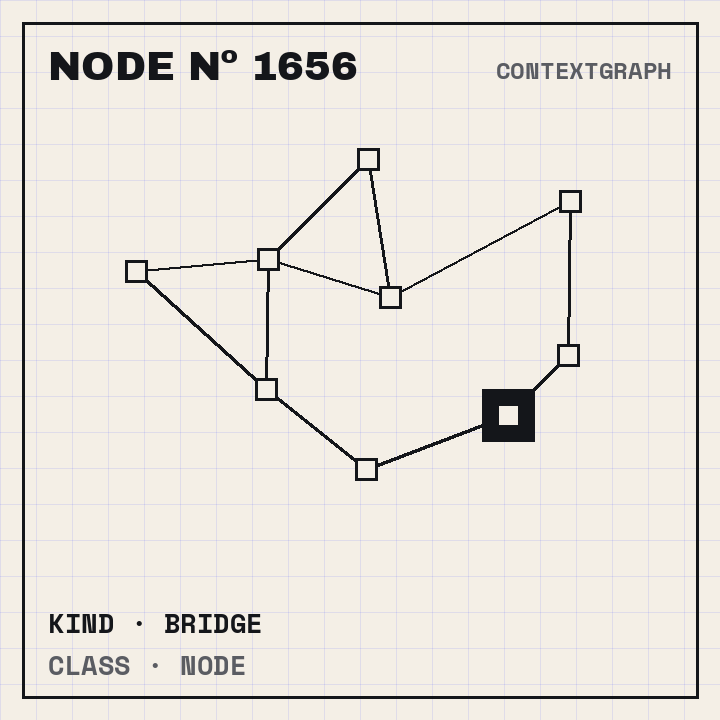 NODE Nº 1656
CONTEXTGRAPH
KIND · BRIDGE
CLASS · NODE